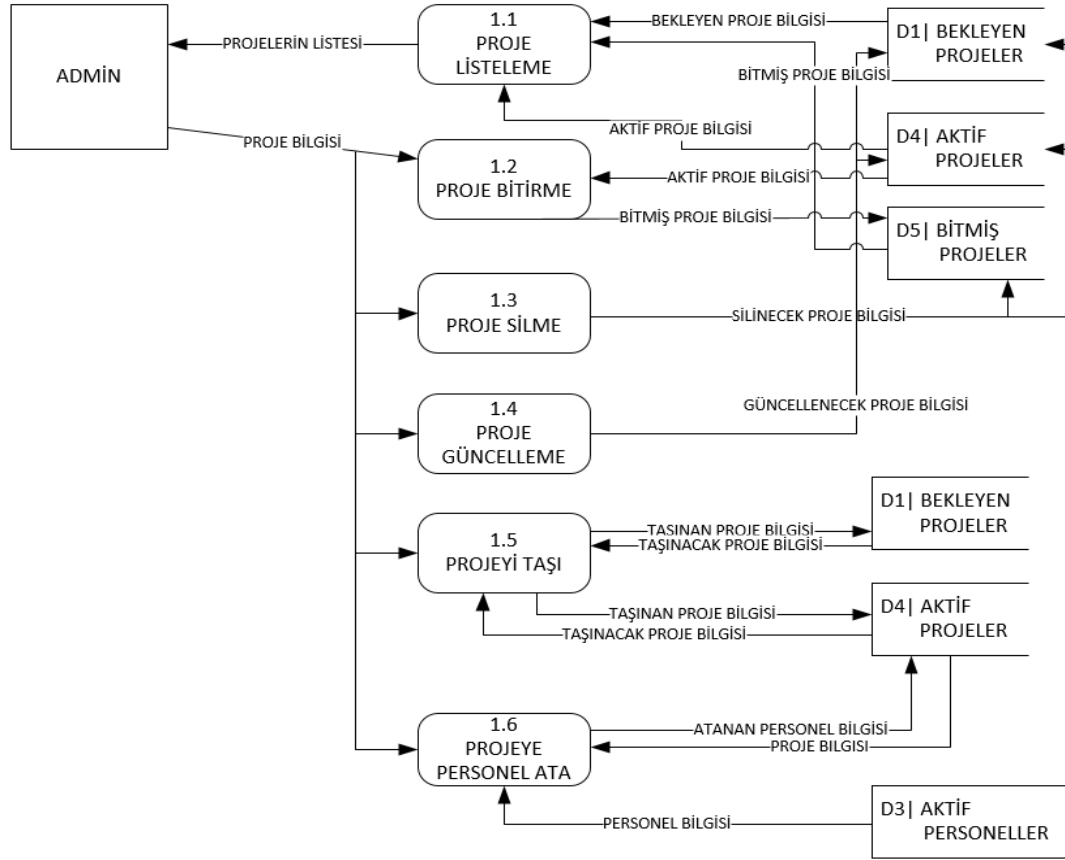 ADMİN
PROJELERİN LİSTESİ
1.1
PROJE
LİSTELEME
BEKLEYEN PROJE BİLGİSİ
D1| BEKLEYEN
PROJELER
BİTMİŞ PROJE BİLGİSİ
PROJE BİLGİSİ
AKTİF PROJE BİLGİSİ
D4| AKTİF
PROJELER
1.2
PROJE BİTİRME
AKTİF PROJE BİLGİSİ
BİTMİŞ PROJE BİLGİSİ
D5| BİTMİŞ
PROJELER
1.3
PROJE SİLME
SİLİNECEK PROJE BİLGİSİ
1.4
PROJE
GÜNCELLEME
GÜNCELLENECEK PROJE BİLGİSİ
D1| BEKLEYEN
PROJELER
1.5
PROJEYİ TAŞI
TAŞINAN PROJE BİLGİSİ
TAŞINACAK PROJE BİLGİSİ
TAŞINAN PROJE BİLGİSİ
TAŞINACAK PROJE BİLGİSİ
D4| AKTİF
PROJELER
1.6
PROJEYE
PERSONEL ATA
ATANAN PERSONEL BİLGİSİ
PROJE BİLGİSİ
PERSONEL BİLGİSİ
D3| AKTİF
PERSONELLER